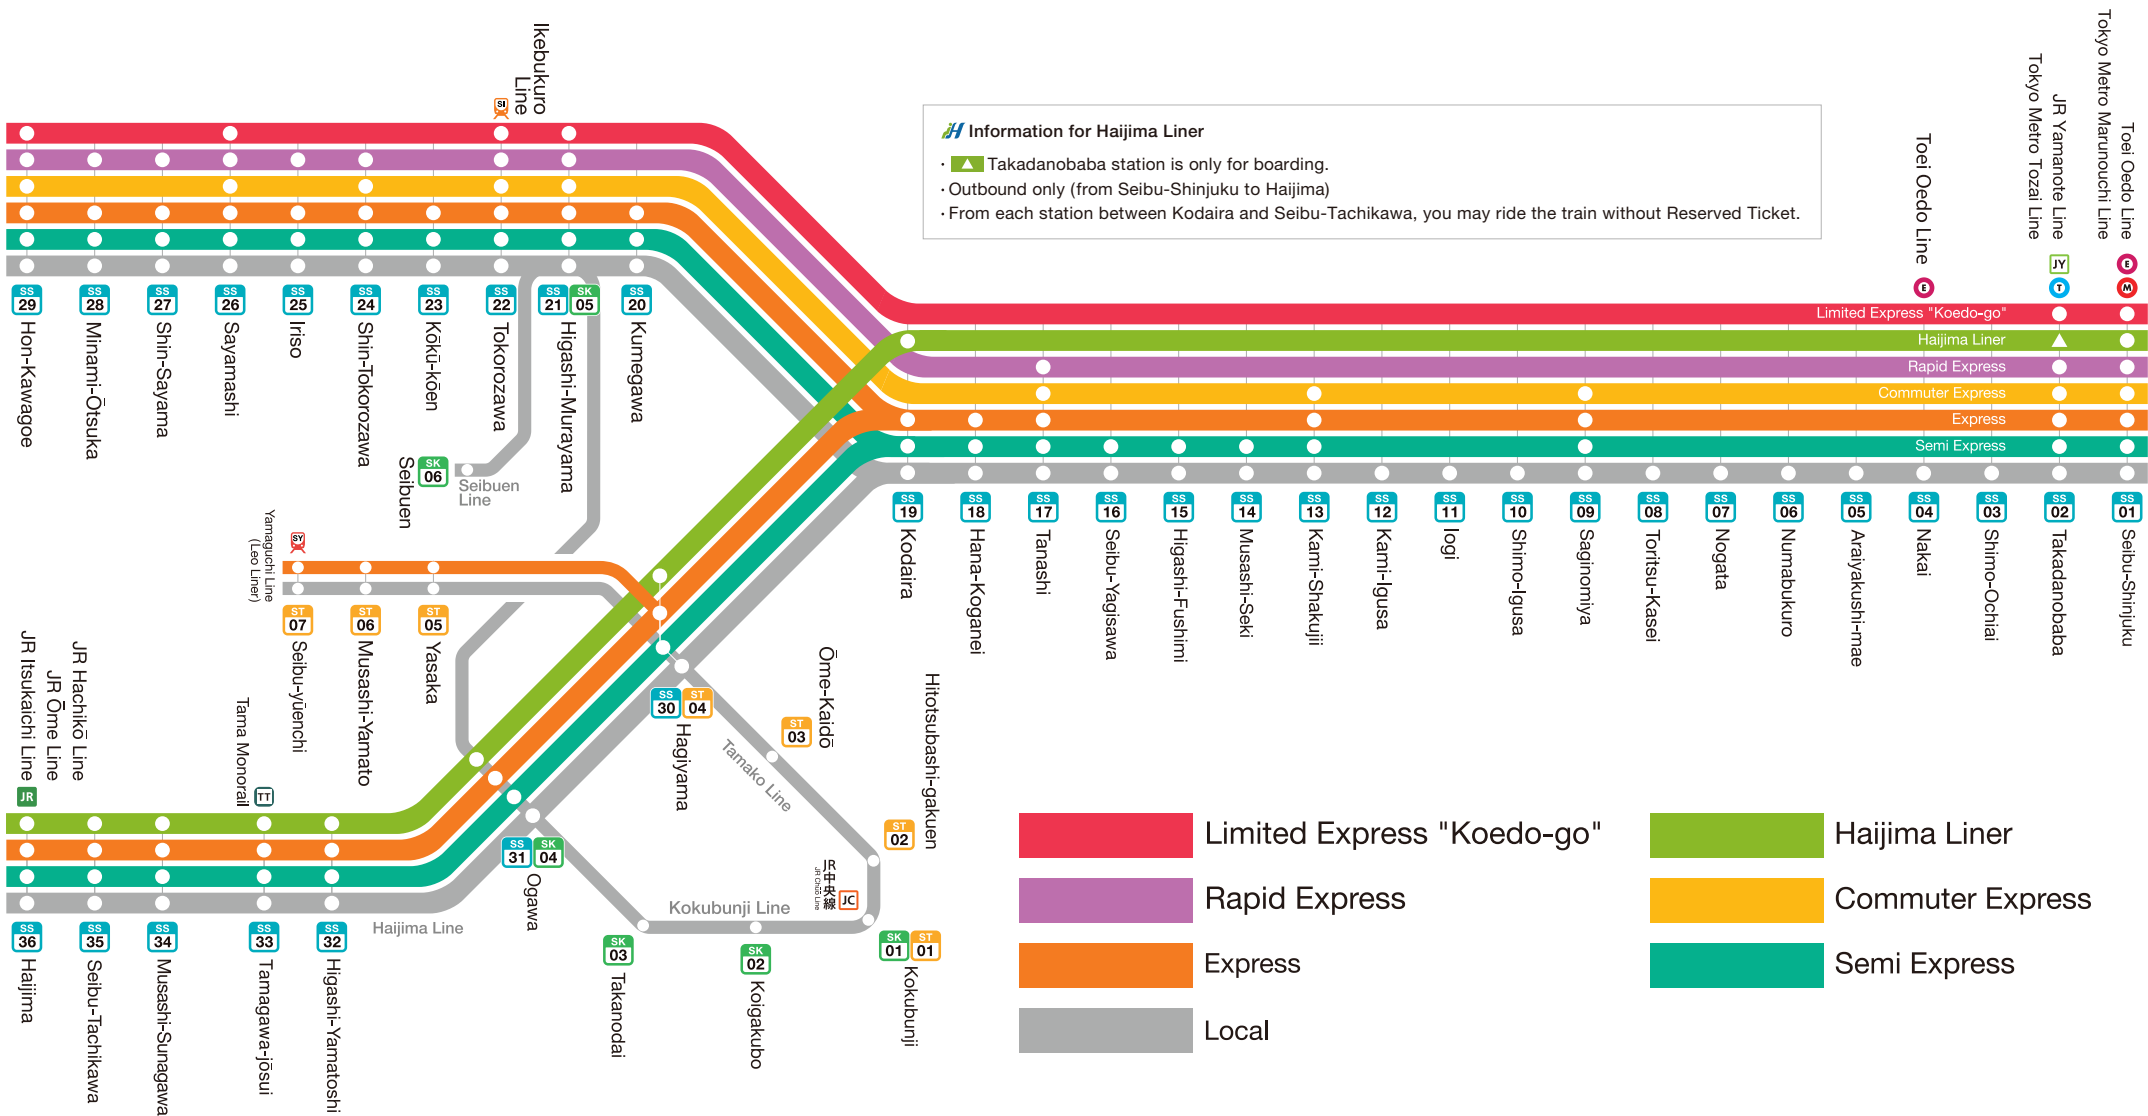 Ikebukuro
Line
SI
Information for Haijima Liner
· Takadanobaba station is only for boarding.
· Outbound only (from Seibu-Shinjuku to Haijima)
· From each station between Kodaira and Seibu-Tachikawa, you may ride the train without Reserved Ticket.
Toei Oedo Line
E
JR Yamanote Line
Tokyo Metro Tozai Line
JY
T
Toei Oedo Line
Tokyo Metro Marunouchi Line
E
M
SS 29
Hon-Kawagoe
SS 28
Minami-Ōtsuka
SS 27
Shin-Sayama
SS 26
Sayamashi
SS 25
Iriso
SS 24
Shin-Tokorozawa
SS 23
Kōkū-kōen
SS 22
Tokorozawa
SS 21
SK 05
Higashi-Murayama
SS 20
Kumegawa
Limited Express "Koedo-go"
Haijima Liner
Rapid Express
Commuter Express
Express
Semi Express
SS 19
Kodaira
SS 18
Hana-Koganei
SS 17
Tanashi
SS 16
Seibu-Yagisawa
SS 15
Higashi-Fushimi
SS 14
Musashi-Seki
SS 13
Kami-Shakujii
SS 12
Kami-Igusa
SS 11
Iogi
SS 10
Shimo-Igusa
SS 09
Saginomiya
SS 08
Toritsu-Kasei
SS 07
Nogata
SS 06
Numabukuro
SS 05
Araiyakushi-mae
SS 04
Nakai
SS 03
Shimo-Ochiai
SS 02
Takadanobaba
SS 01
Seibu-Shinjuku
Seibuen
SK 06
Seibuen
Line
Yamaguchi Line
(Leo Liner)
SY
ST 07
Seibu-yūenchi
ST 06
Musashi-Yamato
ST 05
Yasaka
SS 30
ST 04
Hagiyama
Tamako Line
ST 03
Ōme-Kaidō
Hitotsubashi-gakuen
ST 02
JR Hachikō Line
JR Ōme Line
JR Itsukaichi Line
JR
Tama Monorail
TT
SS 31
SK 04
Ogawa
JR中央線
JR Chūō Line
JC
Kokubunji Line
Haijima Line
SS 36
Haijima
SS 35
Seibu-Tachikawa
SS 34
Musashi-Sunagawa
SS 33
Tamagawa-jōsui
SS 32
Higashi-Yamatoshi
SK 03
Takanodai
SK 02
Koigakubo
SK 01
ST 01
Kokubunji
Limited Express "Koedo-go"
Haijima Liner
Rapid Express
Commuter Express
Express
Semi Express
Local